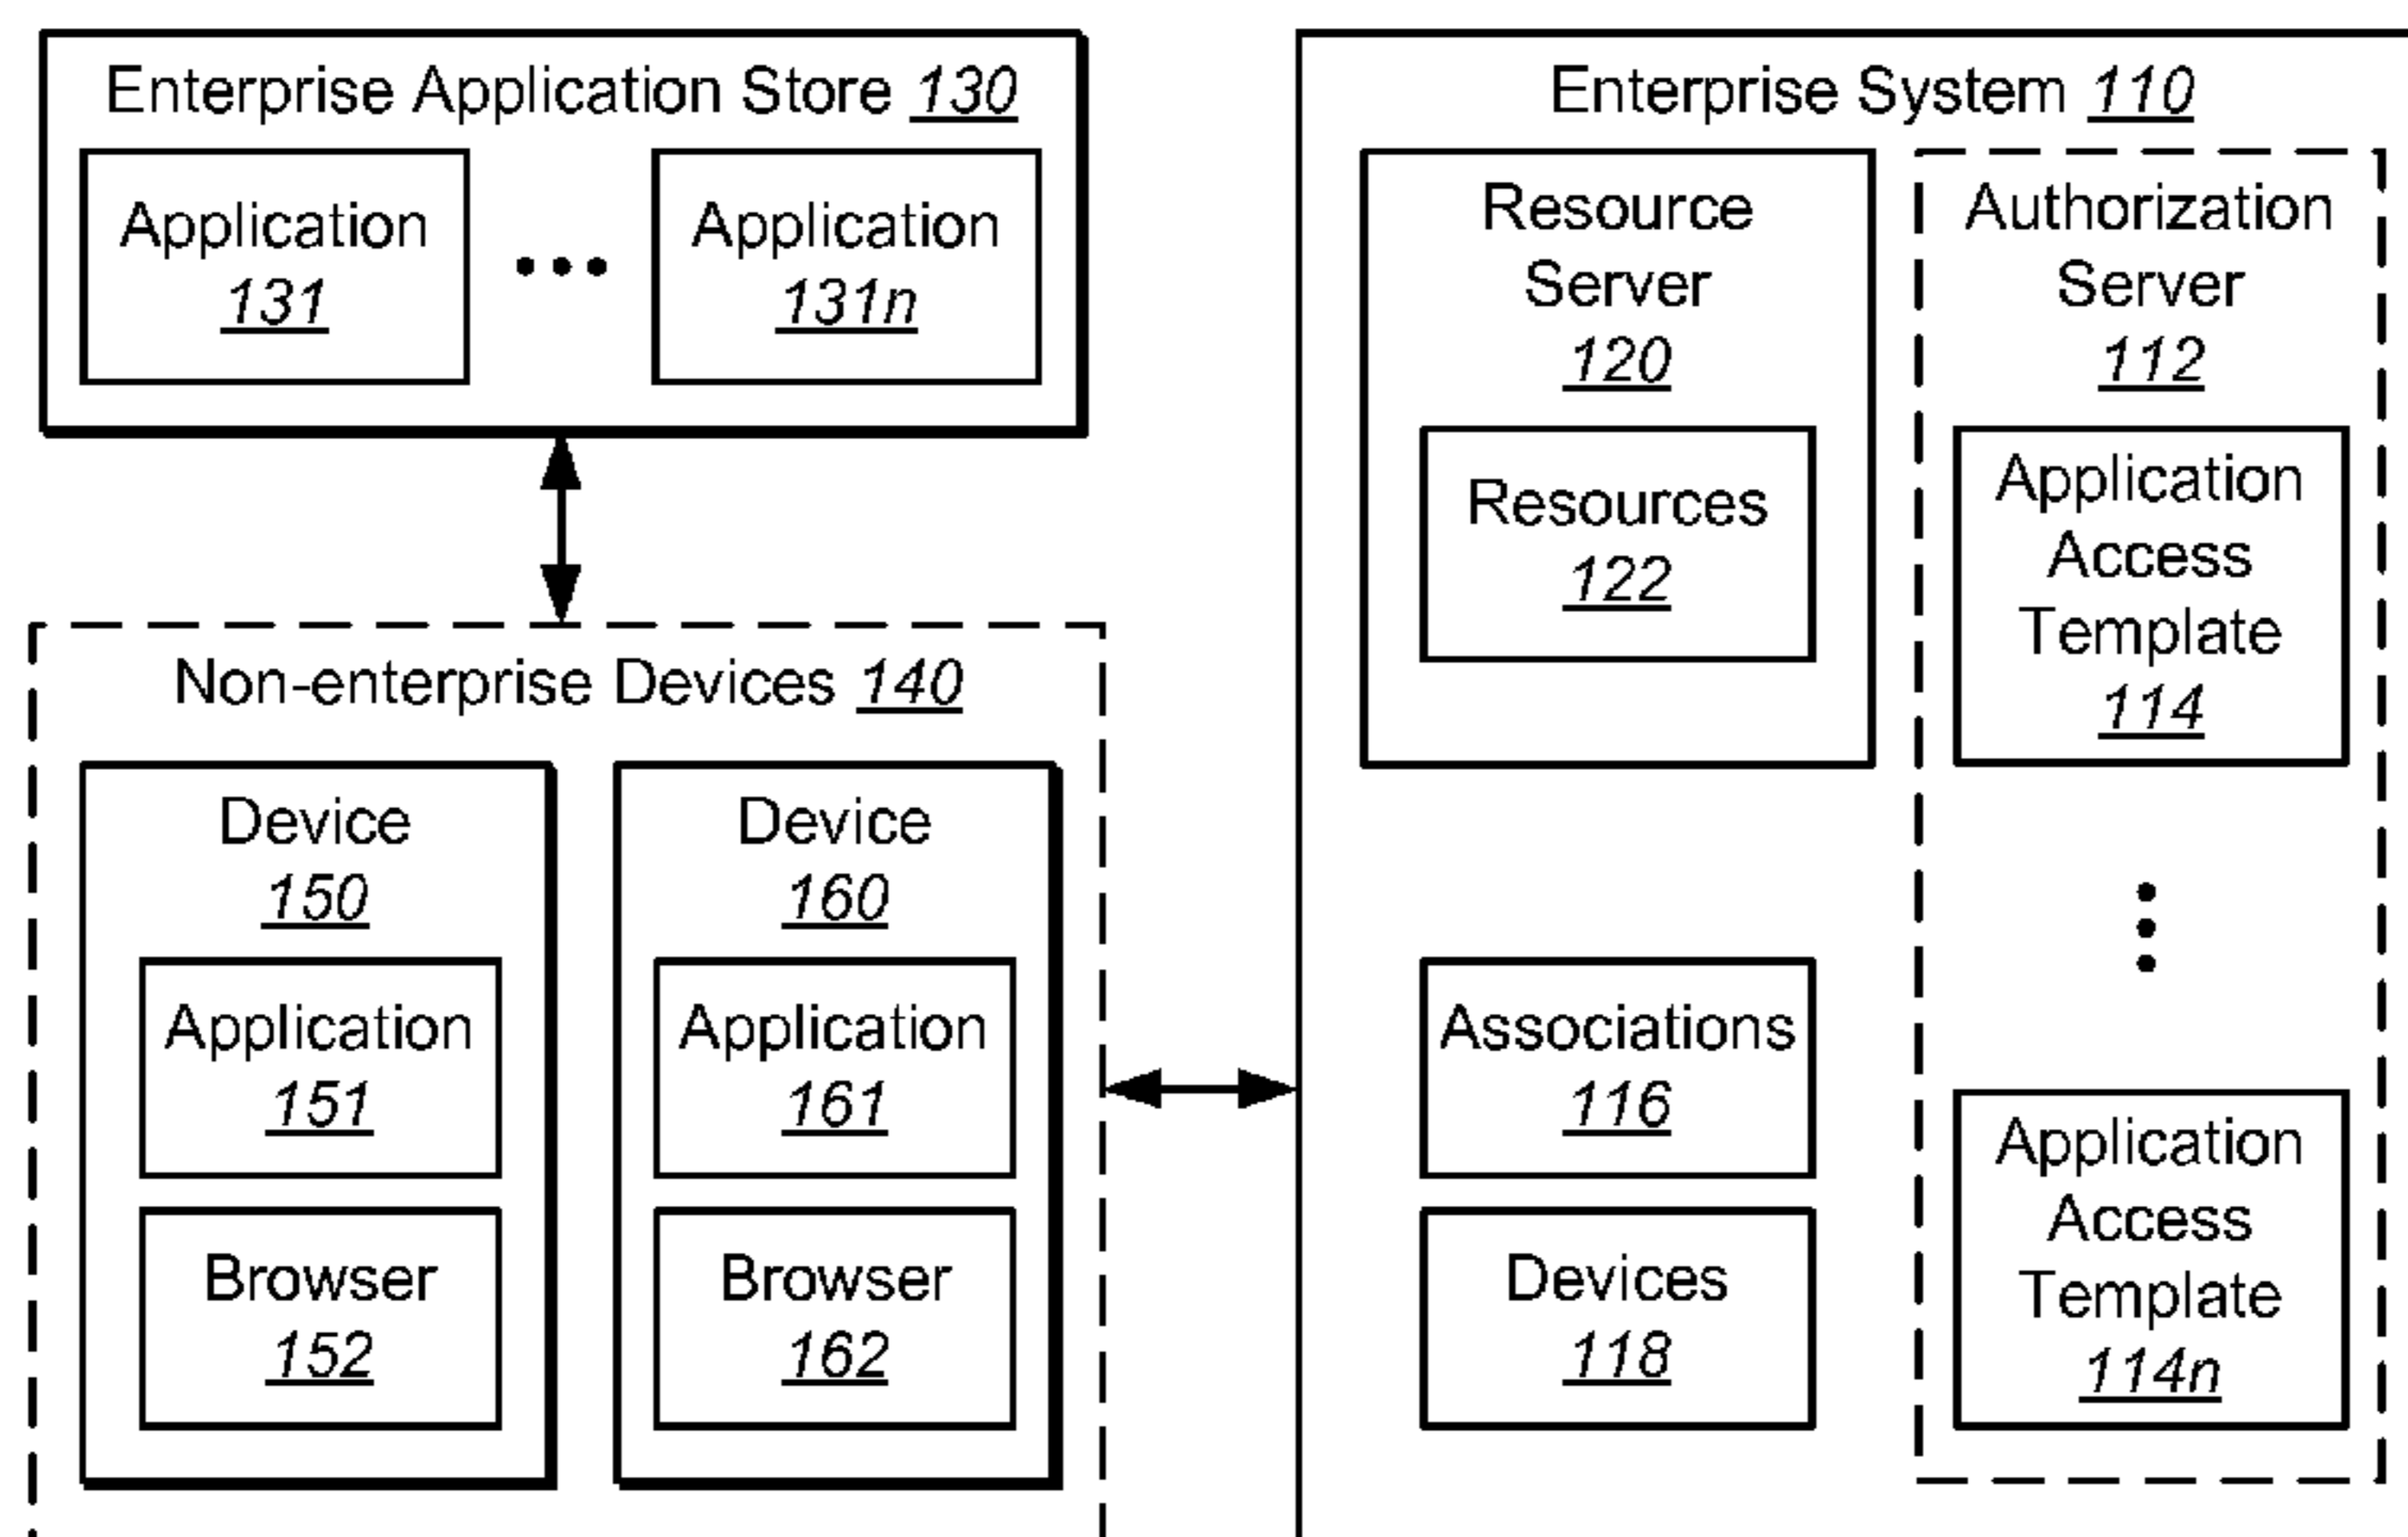 Enterprise Application Store 130
Application
131
Application
131n
Non-enterprise Devices 140
Device
150
Application
151
Browser
152
Device
160
Application
161
Browser
162
Enterprise System 110
Resource
Server
120
Resources
122
Associations
116
Devices
118
Authorization
Server
112
Application
Access
Template
114
Application
Access
Template
114n